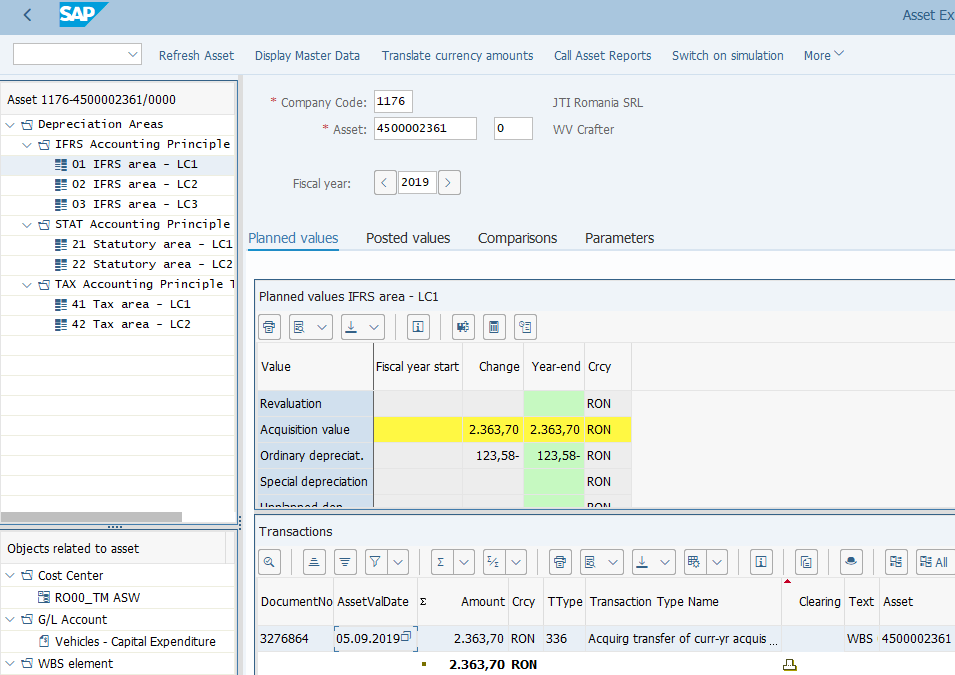 SAP
Asset Ex
Refresh Asset Display Master Data Translate currency amounts Call Asset Reports Switch on simulation More
Asset 1176-4500002361/0000
Depreciation Areas
IFRS Accounting Principle
01 IFRS area - LC1
02 IFRS area - LC2
03 IFRS area - LC3
STAT Accounting Principle
21 Statutory area - LC1
22 Statutory area - LC2
TAX Accounting Principle T
41 Tax area - LC1
42 Tax area - LC2
Objects related to asset
Cost Center
RO00_TM ASW
G/L Account
Vehicles - Capital Expenditure
WBS element
* Company Code: 1176 JTI Romania SRL
* Asset: 4500002361 0 WV Crafter
Fiscal year: 2019
Planned values Posted values Comparisons Parameters
Planned values IFRS area - LC1
Value Fiscal year start Change Year-end Crcy
Revaluation RON
Acquisition value 2.363,70 2.363,70 RON
Ordinary depreciat. 123,58- 123,58- RON
Special depreciation RON
Unplanned dep. RON
Transactions
All
DocumentNo AssetValDate Σ Amount Crcy TType Transaction Type Name Clearing Text Asset
3276864 05.09.2019 2.363,70 RON 336 Acquirg transfer of curr-yr acquis ... WBS 4500002361
2.363,70 RON